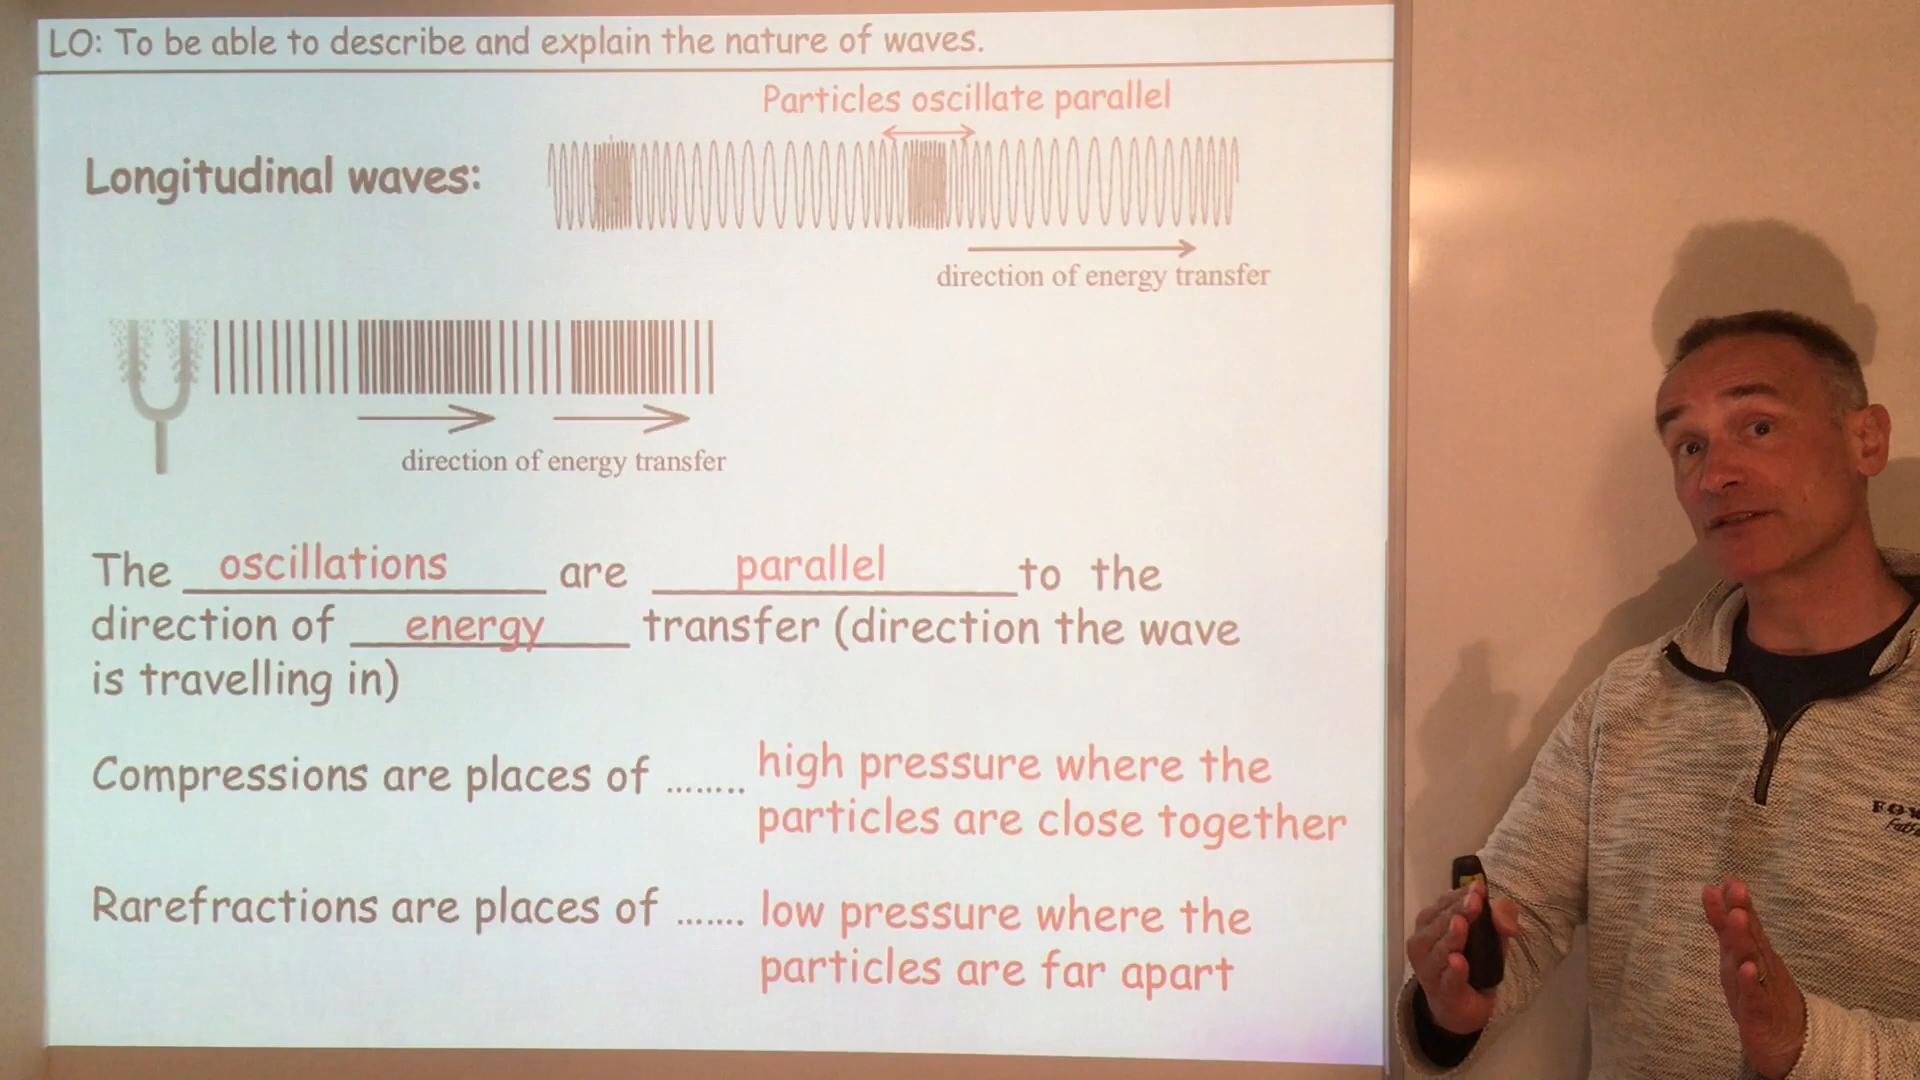 LO: To be able to describe and explain the nature of waves.
Particles oscillate parallel
Longitudinal waves:
direction of energy transfer
direction of energy transfer
The oscillations are parallel to the
direction of energy transfer (direction the wave
is travelling in)
Compressions are places of ........ high pressure where the
particles are close together
Rarefractions are places of ....... low pressure where the
particles are far apart